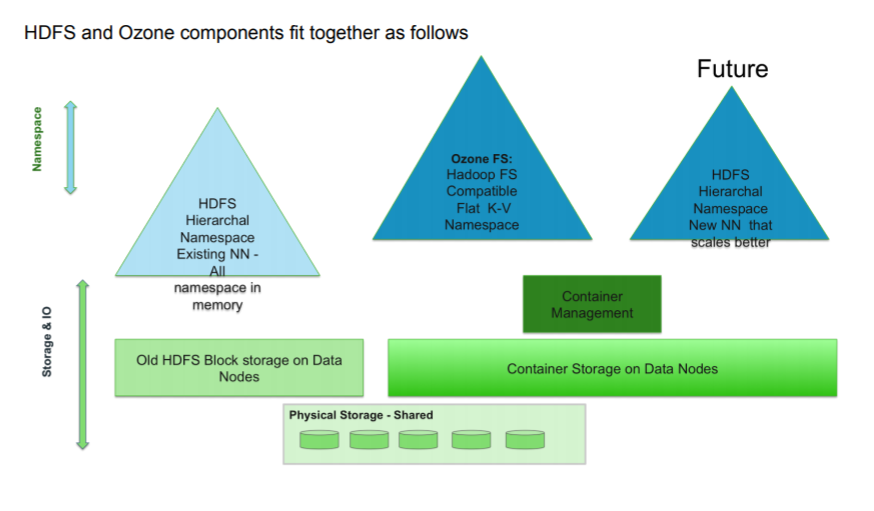 HDFS and Ozone components fit together as follows
Future
Namespace
HDFS
Hierarchal
Namespace
Existing NN -
All
namespace in
memory
Ozone FS:
Hadoop FS
Compatible
Flat K-V
Namespace
HDFS
Hierarchal
Namespace
New NN that
scales better
Storage & IO
Container
Management
Old HDFS Block storage on Data
Nodes
Container Storage on Data Nodes
Physical Storage - Shared